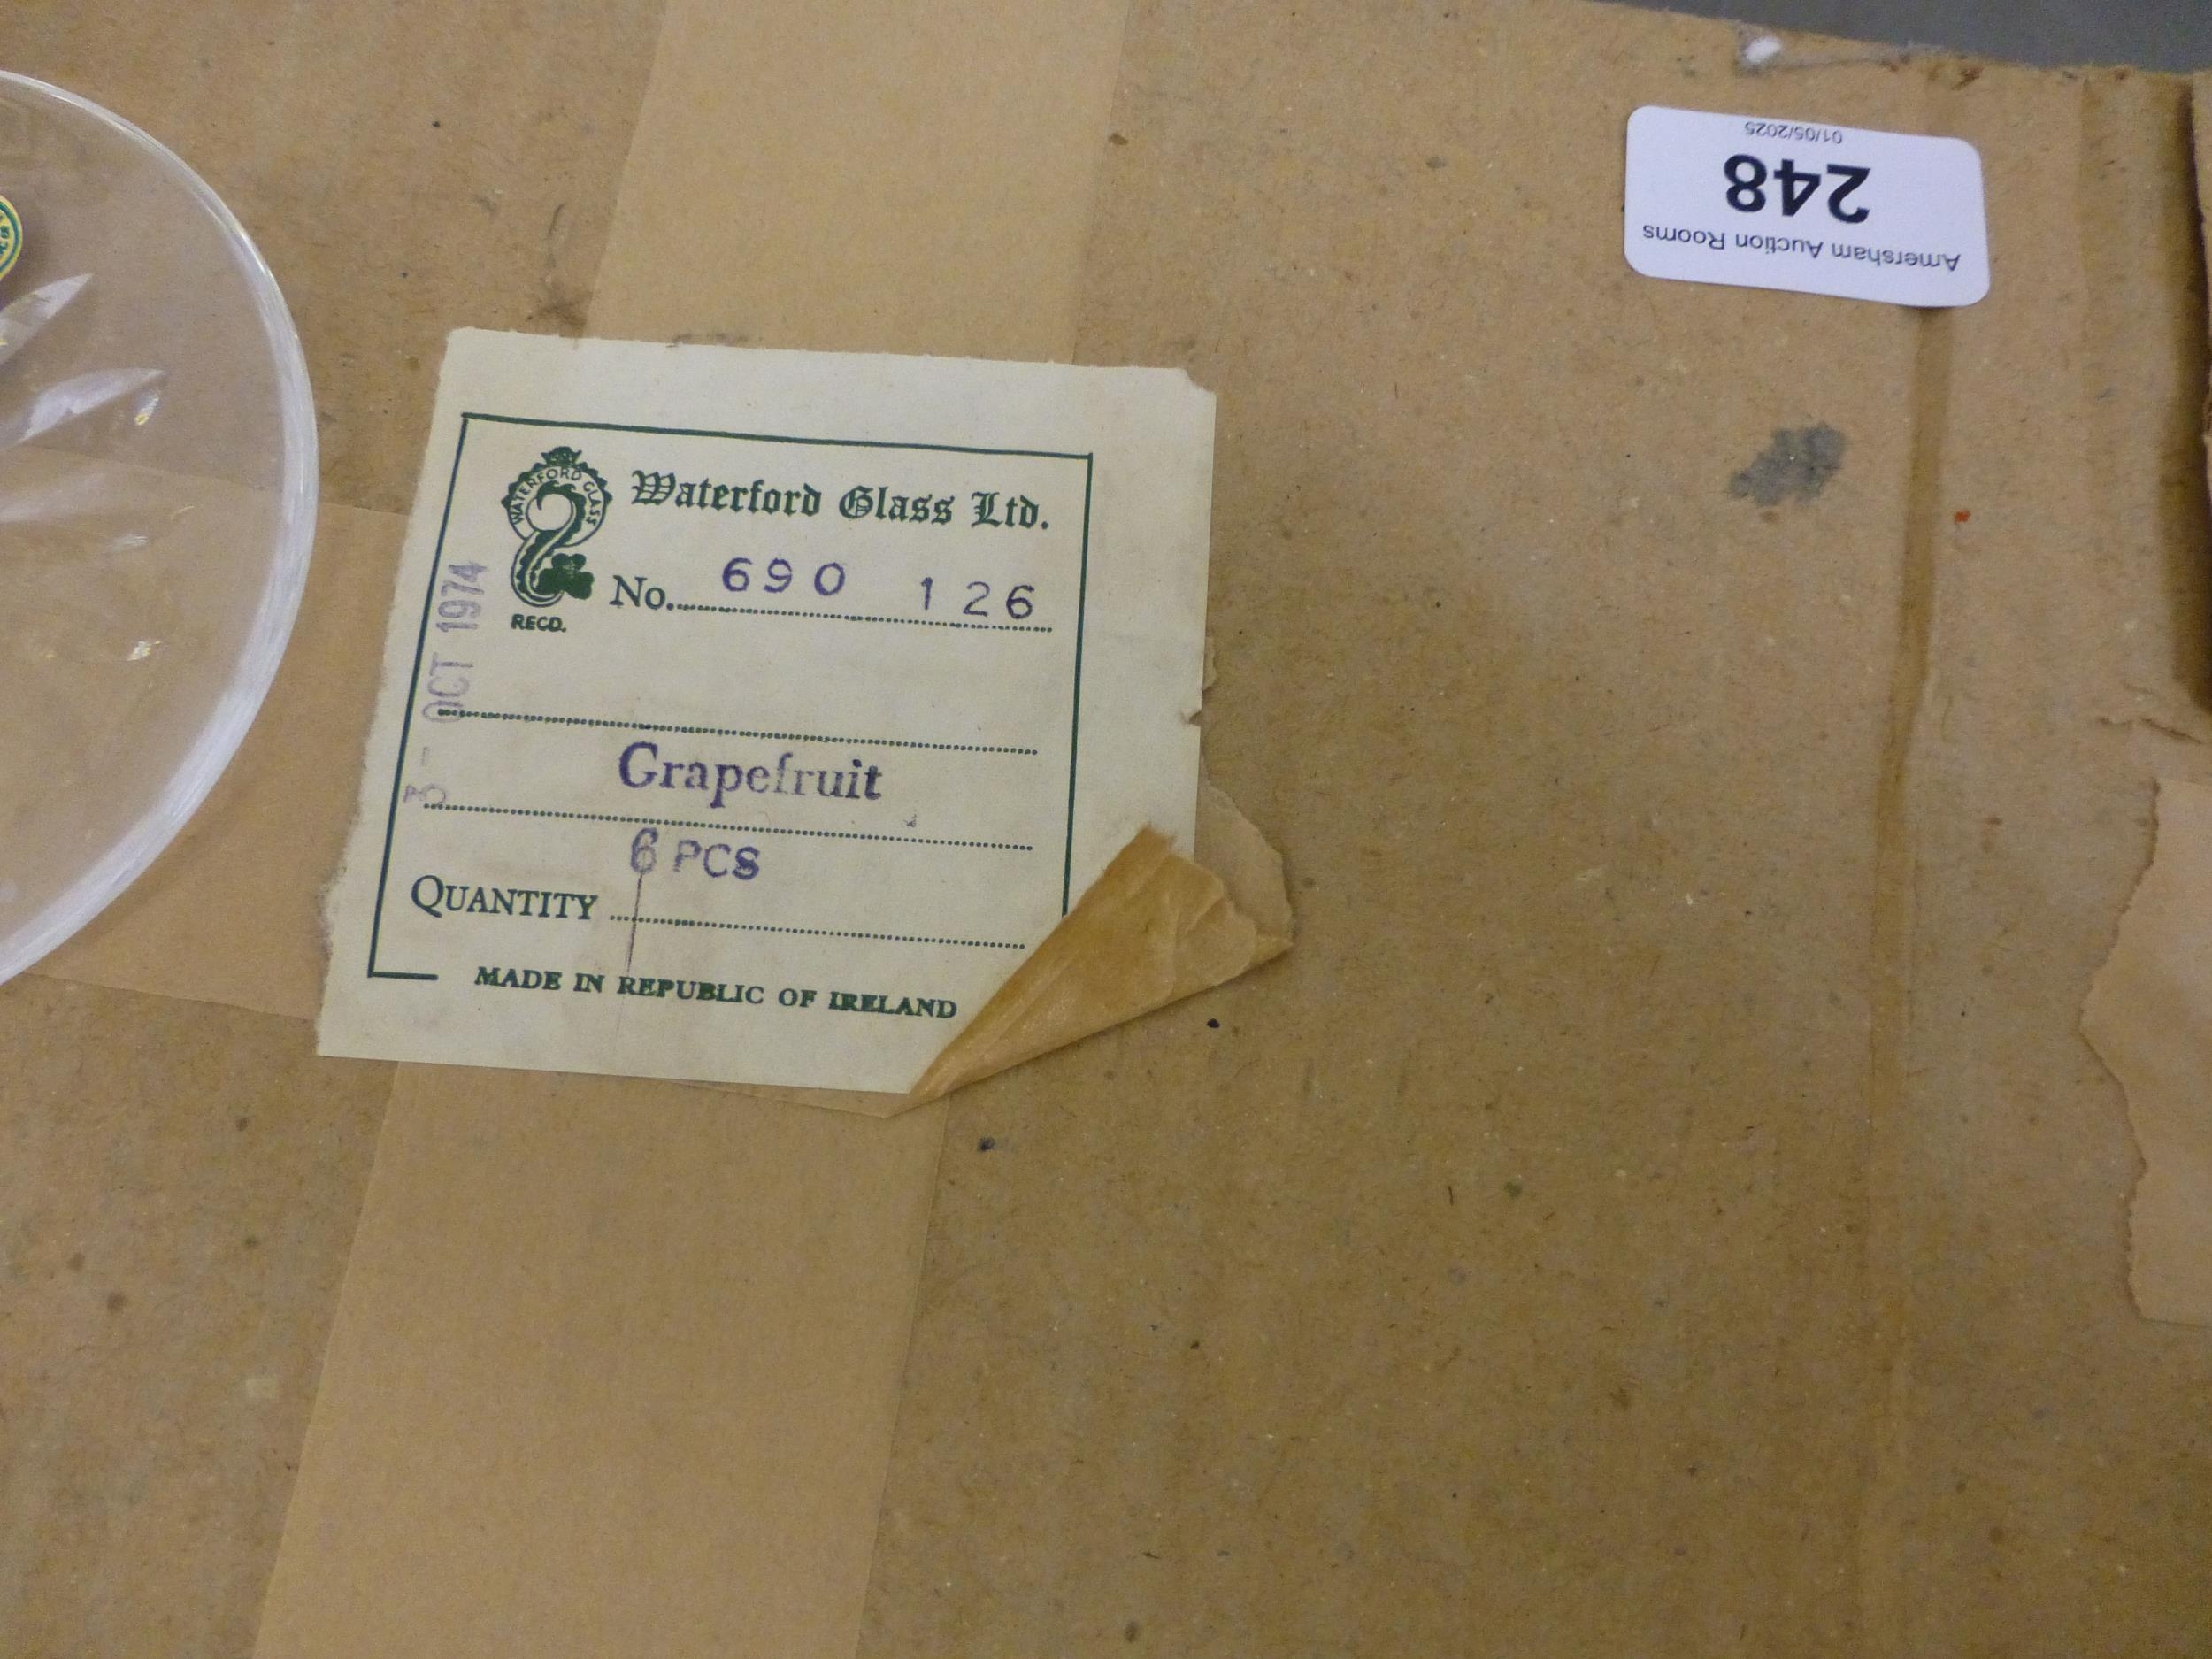 Waterford Glass Ltd.
WATERFORD GLASS
REGD.
No. 690 126
3 - OCT 1974
Grapefruit
6 PCS
QUANTITY
MADE IN REPUBLIC OF IRELAND
Amersham Auction Rooms
248
01/05/2025